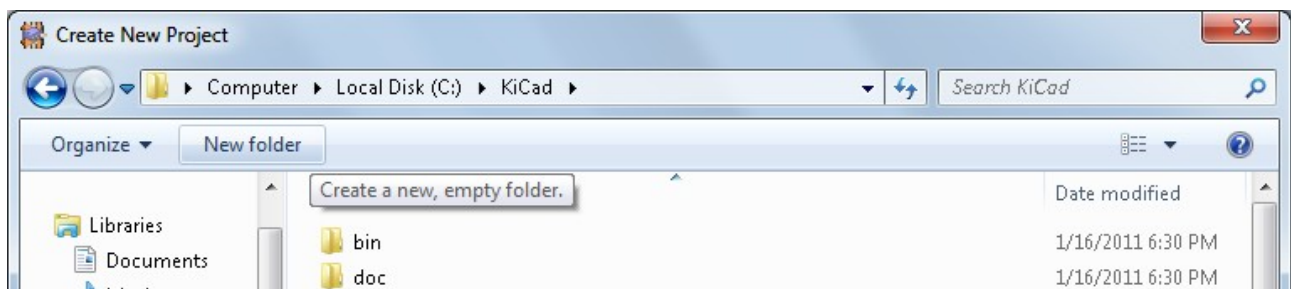 Create New Project
Computer Local Disk (C:) KiCad Search KiCad
Organize New folder
Create a new, empty folder. Date modified
Libraries bin 1/16/2011 6:30 PM
Documents doc 1/16/2011 6:30 PM